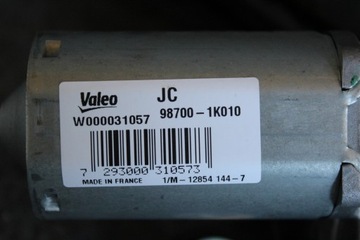 Valeo JC
W000031057 98700-1K010
7 293000 310573
MADE IN FRANCE 1/M-12854 144-7